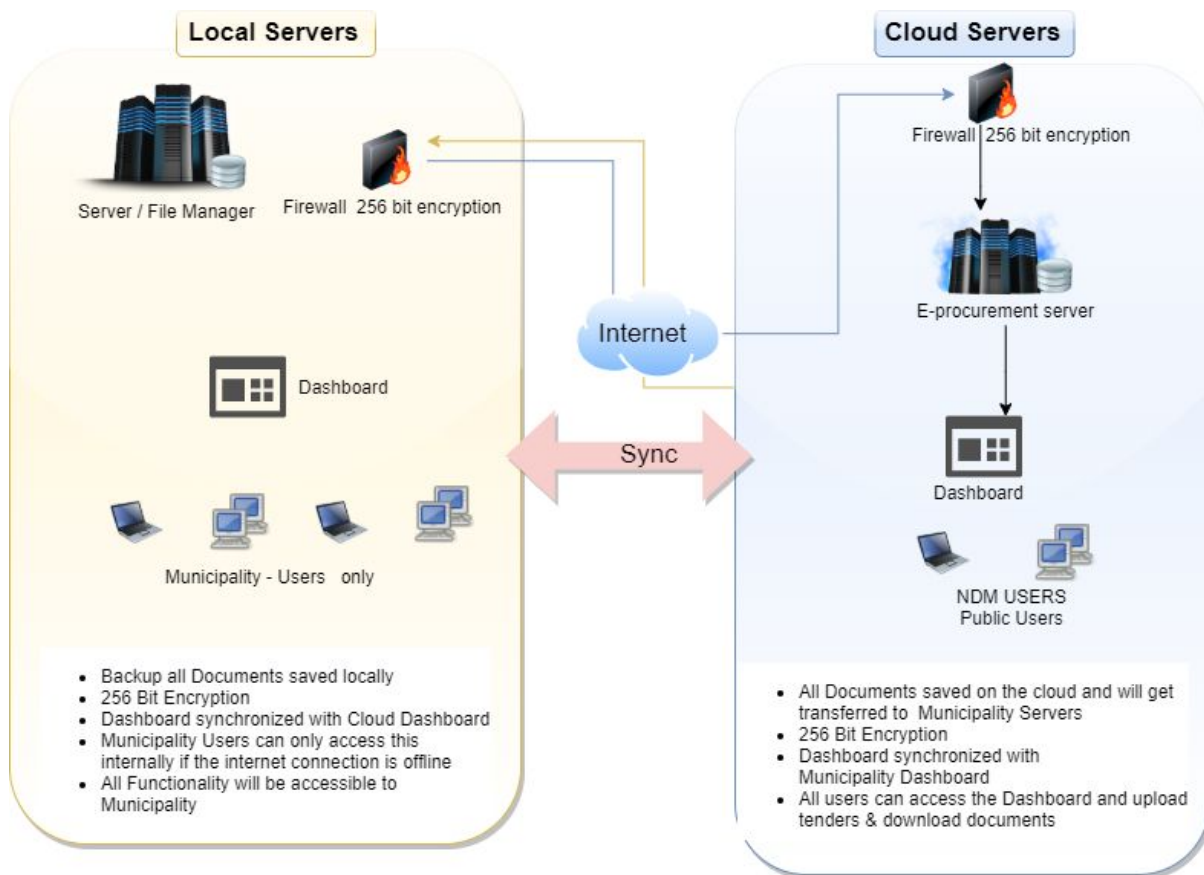 Local Servers
Server / File Manager
Firewall 256 bit encryption
Dashboard
Municipality - Users only
• Backup all Documents saved locally
• 256 Bit Encryption
• Dashboard synchronized with Cloud Dashboard
• Municipality Users can only access this
internally if the internet connection is offline
• All Functionality will be accessible to
Municipality
Internet
Sync
Cloud Servers
Firewall 256 bit encryption
E-procurement server
Dashboard
NDM USERS
Public Users
• All Documents saved on the cloud and will get
transferred to Municipality Servers
• 256 Bit Encryption
• Dashboard synchronized with
Municipality Dashboard
• All users can access the Dashboard and upload
tenders & download documents